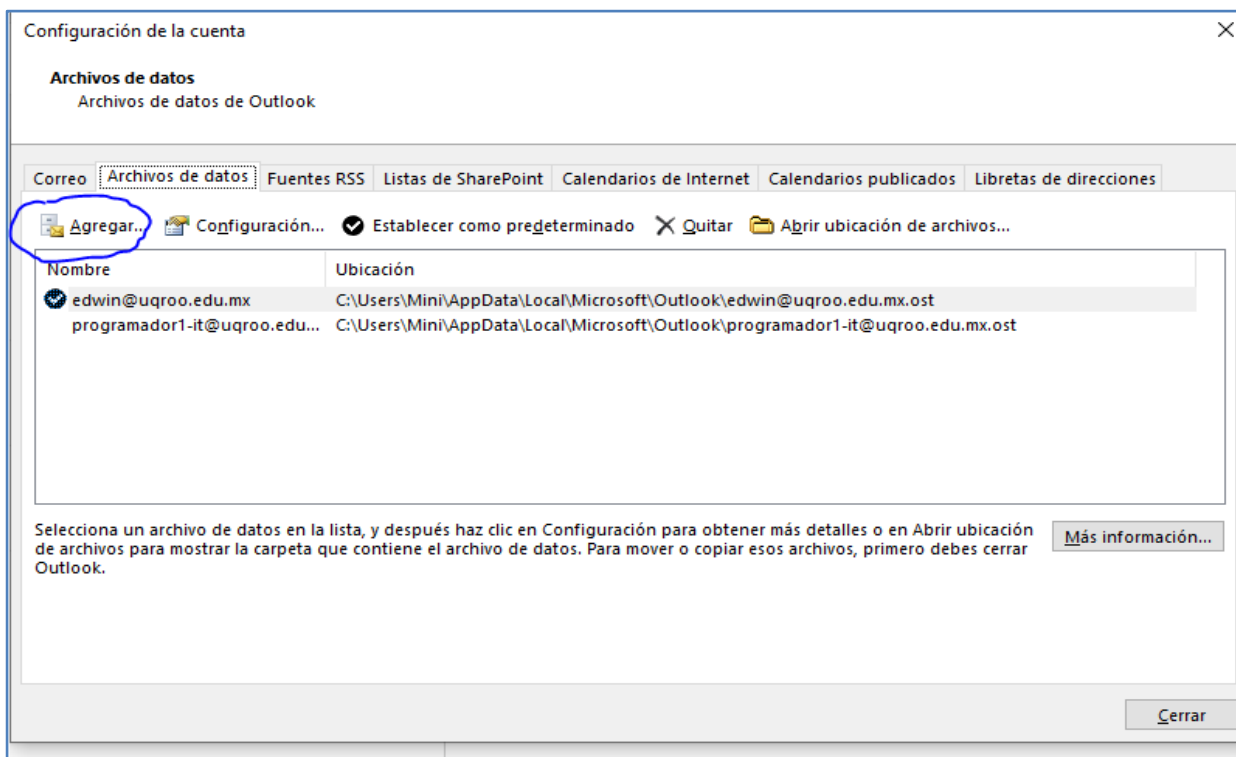 Configuración de la cuenta
Archivos de datos
Archivos de datos de Outlook
Correo Archivos de datos Fuentes RSS Listas de SharePoint Calendarios de Internet Calendarios publicados Libretas de direcciones
Agregar... Configuración... Establecer como predeterminado Quitar Abrir ubicación de archivos...
Nombre Ubicación
edwin@uqroo.edu.mx C:\Users\Mini\AppData\Local\Microsoft\Outlook\edwin@uqroo.edu.mx.ost
programador1-it@uqroo.edu... C:\Users\Mini\AppData\Local\Microsoft\Outlook\programador1-it@uqroo.edu.mx.ost
Selecciona un archivo de datos en la lista, y después haz clic en Configuración para obtener más detalles o en Abrir ubicación
de archivos para mostrar la carpeta que contiene el archivo de datos. Para mover o copiar esos archivos, primero debes cerrar
Outlook.
Más información...
Cerrar